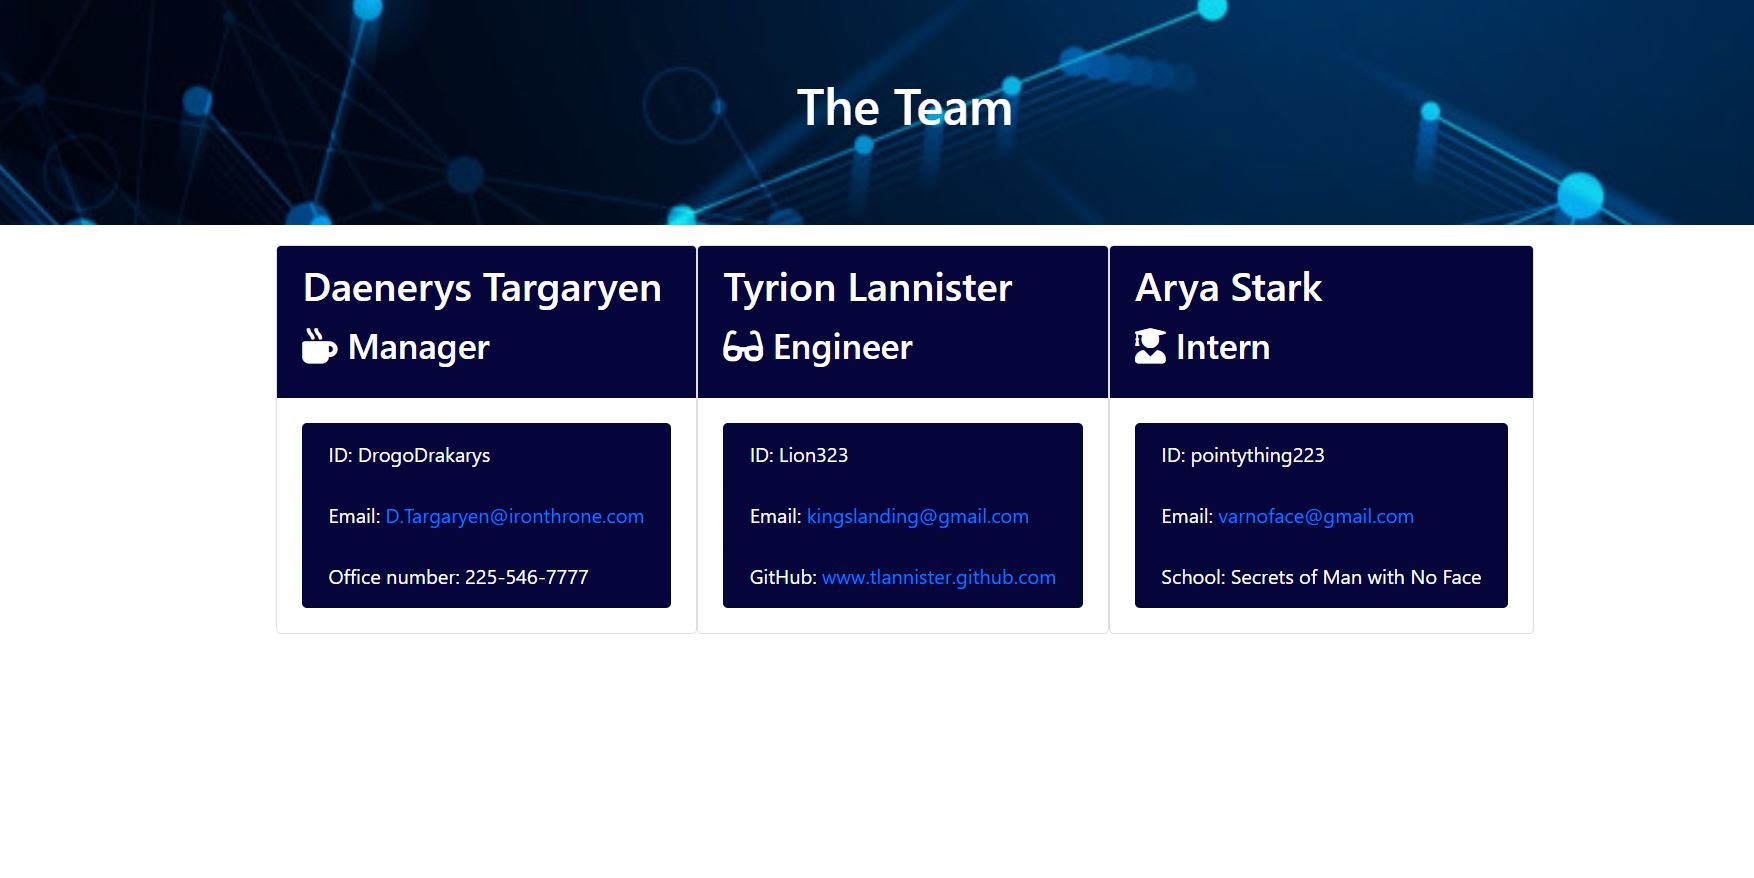 The Team
Daenerys Targaryen
Manager
ID: DrogoDrakarys
Email: D.Targaryen@ironthrone.com
Office number: 225-546-7777
Tyrion Lannister
Engineer
ID: Lion323
Email: kingslanding@gmail.com
GitHub: www.tlannister.github.com
Arya Stark
Intern
ID: pointything223
Email: varnoface@gmail.com
School: Secrets of Man with No Face